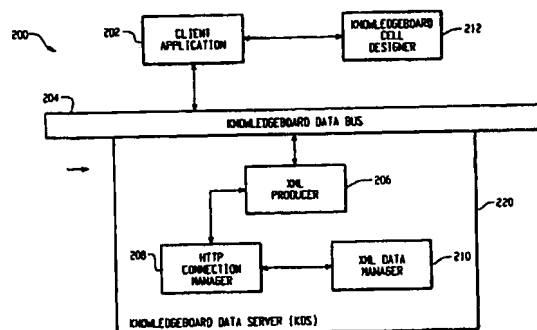 200
202
CLIENT
APPLICATION
KNOWLEDGEBOARD
CELL
DESIGNER
212
204
KNOWLEDGEBOARD DATA BUS
XML
PRODUCER
206
220
208
HTTP
CONNECTION
MANAGER
XML DATA
MANAGER
210
KNOWLEDGEBOARD DATA SERVER (KDS)